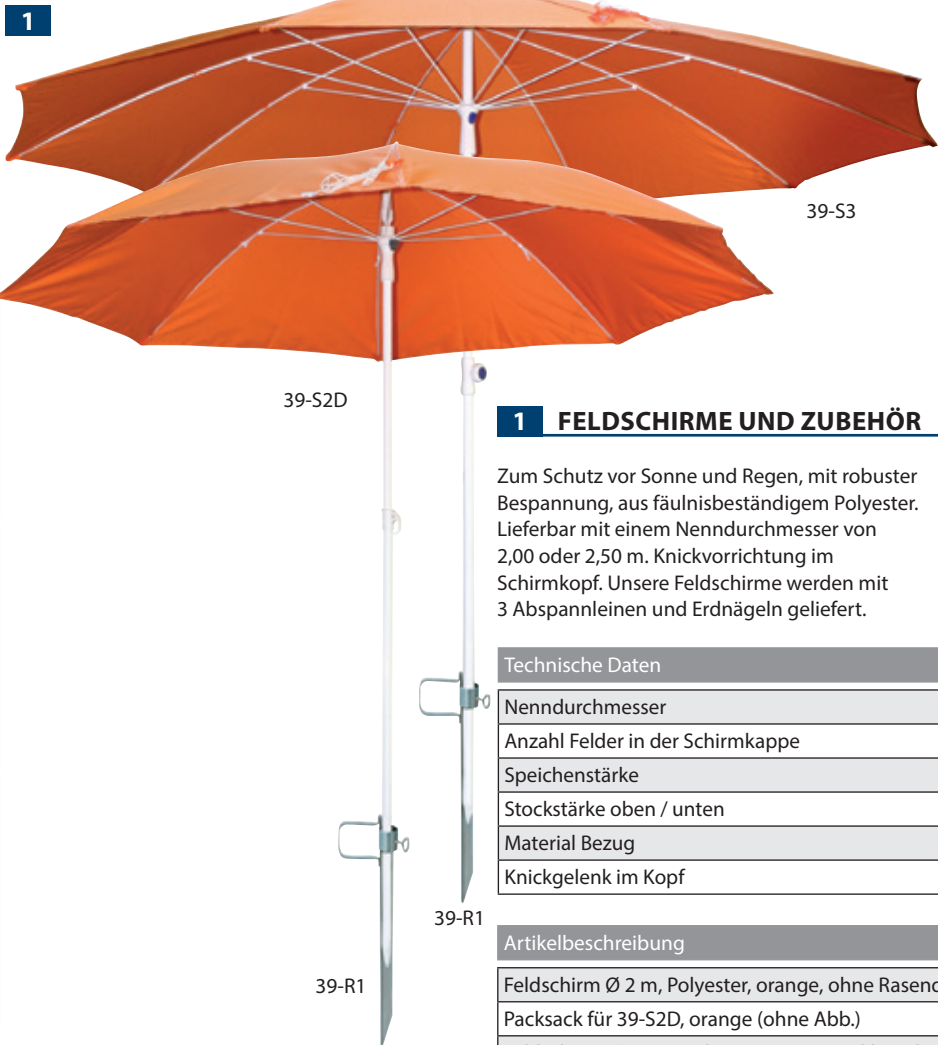 1
39-S3
39-S2D
1 FELDSCHIRME UND ZUBEHÖR
Zum Schutz vor Sonne und Regen, mit robuster
Bespannung, aus fäulnisbeständigem Polyester.
Lieferbar mit einem Nenndurchmesser von
2,00 oder 2,50 m. Knickvorrichtung im
Schirmkopf. Unsere Feldschirme werden mit
3 Abspannleinen und Erdnägeln geliefert.
Technische Daten
Nenndurchmesser
Anzahl Felder in der Schirmkappe
Speichenstärke
Stockstärke oben / unten
Material Bezug
Knickgelenk im Kopf
39-R1
39-R1
Artikelbeschreibung
Feldschirm Ø 2 m, Polyester, orange, ohne
Packsack für 39-S2D, orange (ohne Abb.)